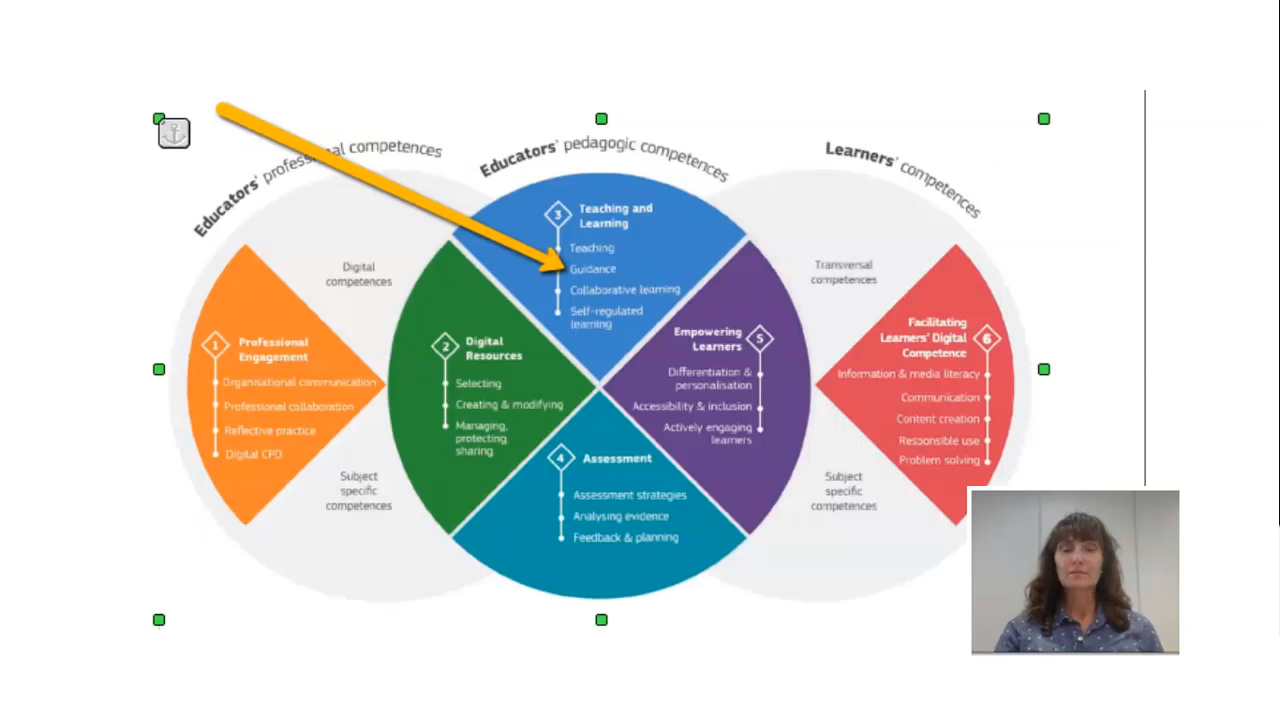 Educators' professional competences
Educators' pedagogic competences
Learners' competences
3
Teaching and
Learning
Teaching
Guidance
Collaborative learning
Self-regulated
learning
Digital
competences
Transversal
competences
1
Professional
Engagement
Organisational communication
Professional collaboration
Reflective practice
Digital CPD
2
Digital
Resources
Selecting
Creating & modifying
Managing,
protecting,
sharing
Empowering
Learners
5
Differentiation &
personalisation
Accessibility & inclusion
Actively engaging
learners
Facilitating
Learners' Digital
Competence
6
Information & media literacy
Communication
Content creation
Responsible use
Problem solving
4
Assessment
Assessment strategies
Analysing evidence
Feedback & planning
Subject
specific
competences
Subject
specific
competences